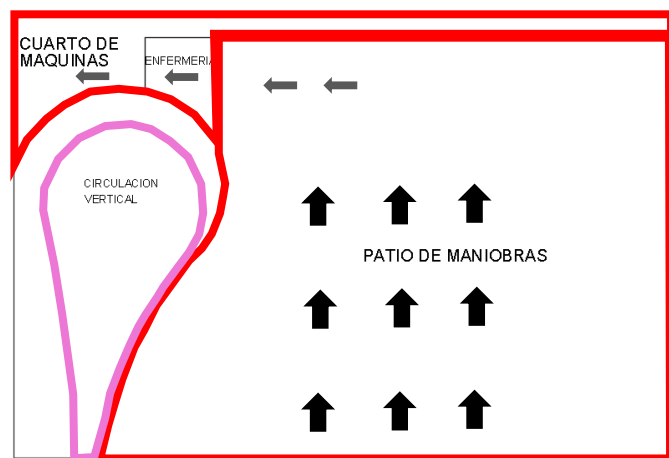 CUARTO DE
MAQUINAS
ENFERMERIA
CIRCULACION
VERTICAL
PATIO DE MANIOBRAS